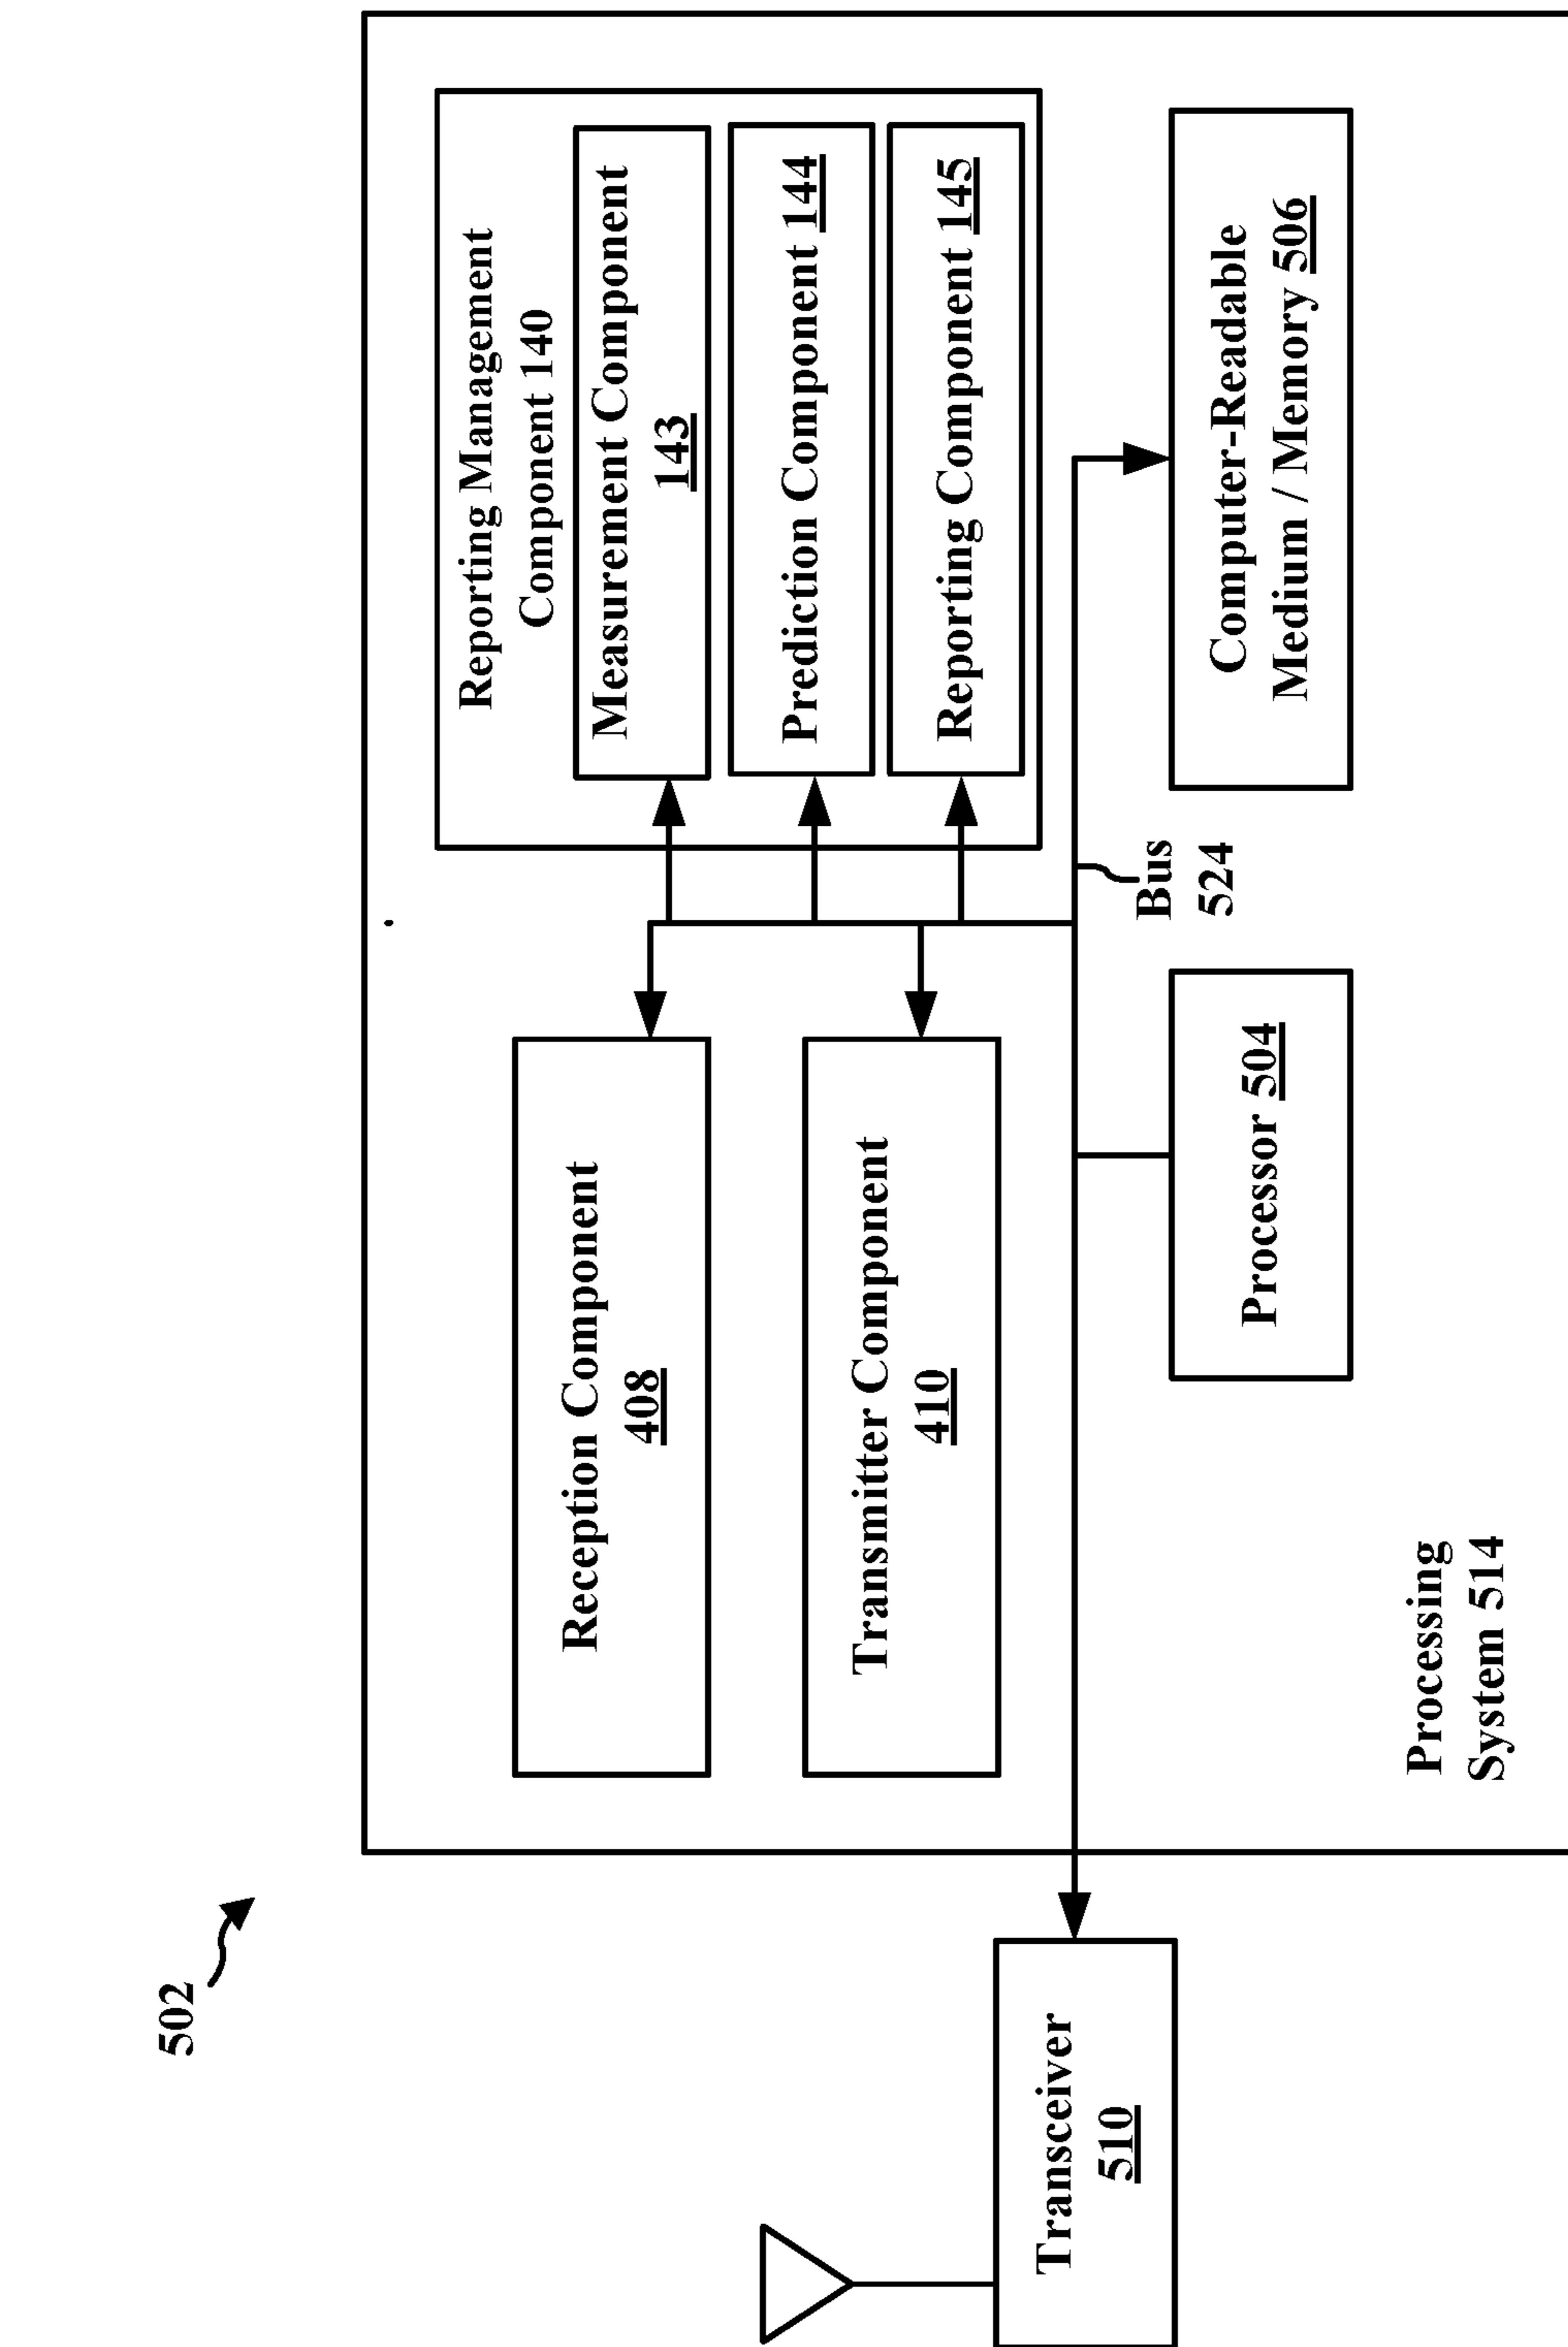 502
Reporting Management
Component 140
Measurement Component
143
Prediction Component 144
Reporting Component 145
Reception Component
408
Transmitter Component
410
Bus
524
Computer-Readable
Medium / Memory 506
Processor 504
Transceiver
510
Processing
System 514